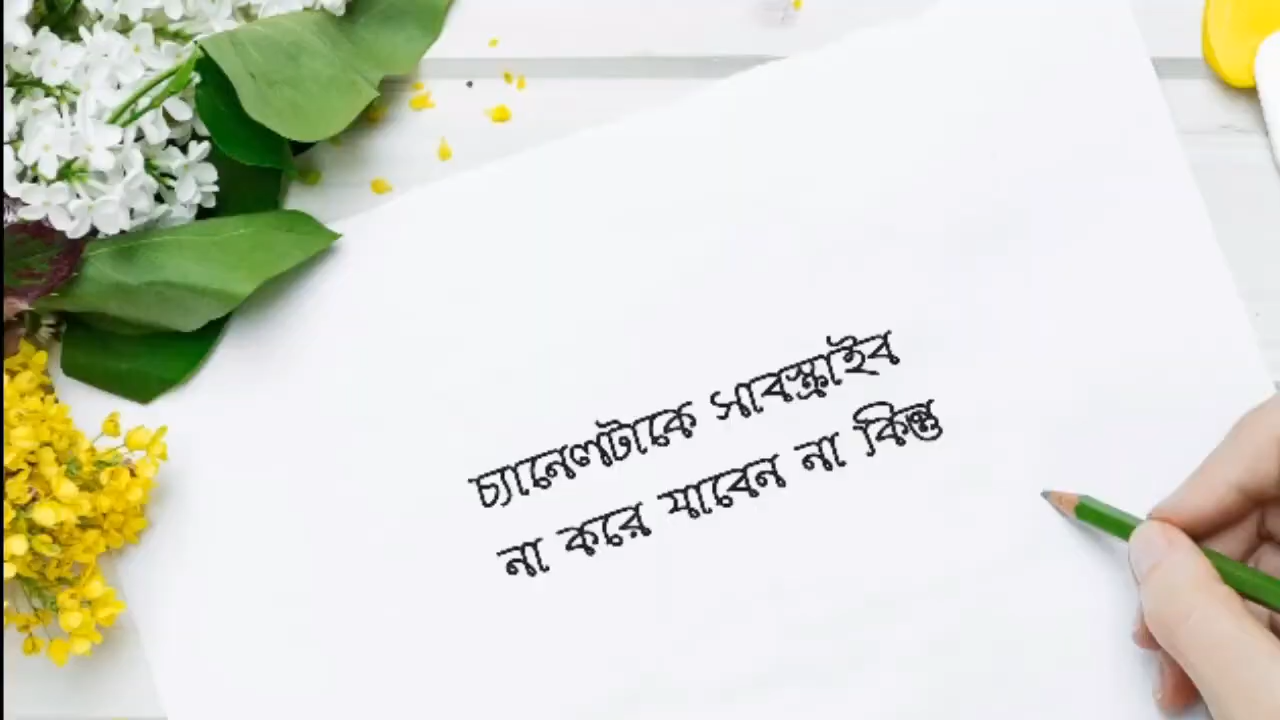 চ্যানেলটাকে সাবস্ক্রাইব
না করে যাবেন না কিন্তু